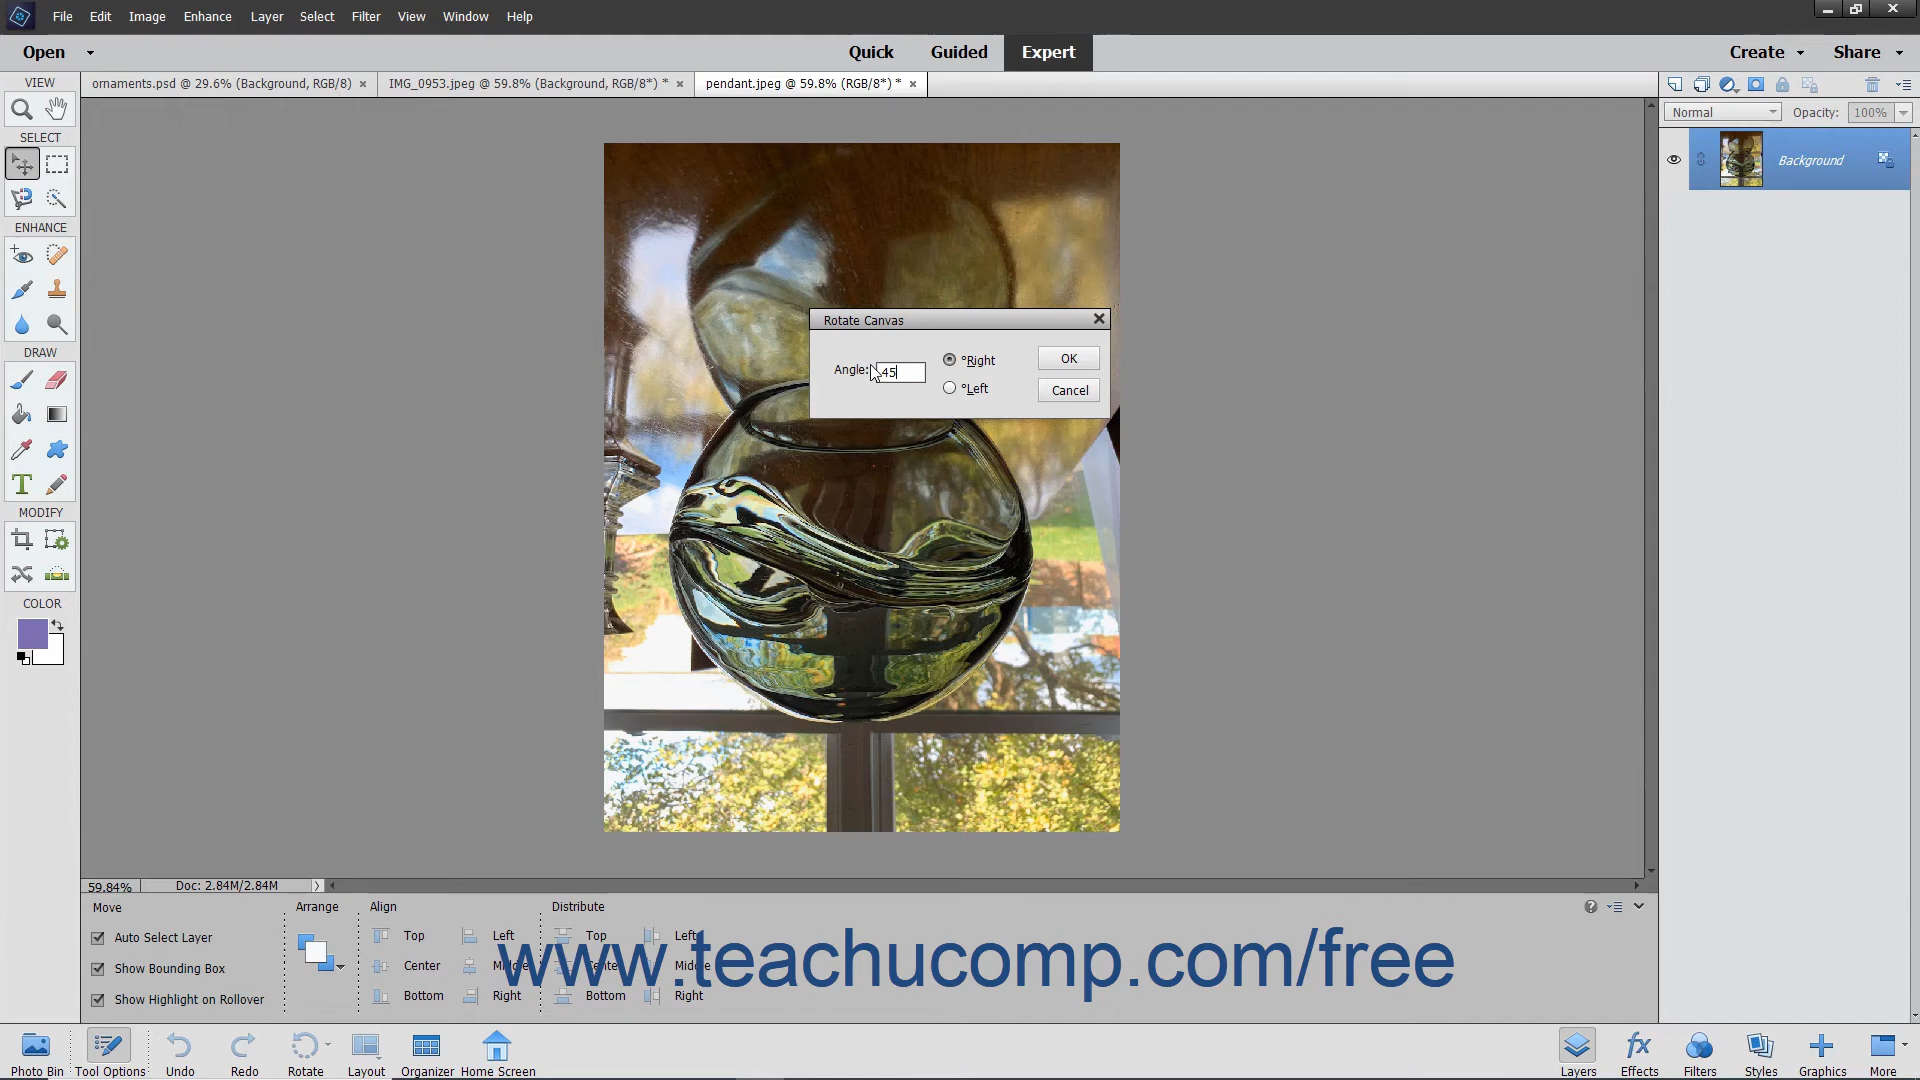 File Edit Image Enhance Layer Select Filter View Window Help
Open Quick Guided Expert Create Share
VIEW ornaments.psd @ 29.6% (Background, RGB/8) × IMG_0953.jpeg @ 59.8% (Background, RGB/8*) * × pendant.jpeg @ 59.8% (RGB/8*) * ×
Normal Opacity: 100%
SELECT
Background
ENHANCE
Rotate Canvas
Angle: 45 °Right OK
°Left Cancel
DRAW
MODIFY
COLOR
59.84% Doc: 2.84M/2.84M
Move Arrange Align Distribute
Auto Select Layer Top Left Top Left
Show Bounding Box Center Middle Center Middle
Show Highlight on Rollover Bottom Right Bottom Right
www.teachucomp.com/free
Photo Bin Tool Options Undo Redo Rotate Layout Organizer Home Screen Layers Effects Filters Styles Graphics More